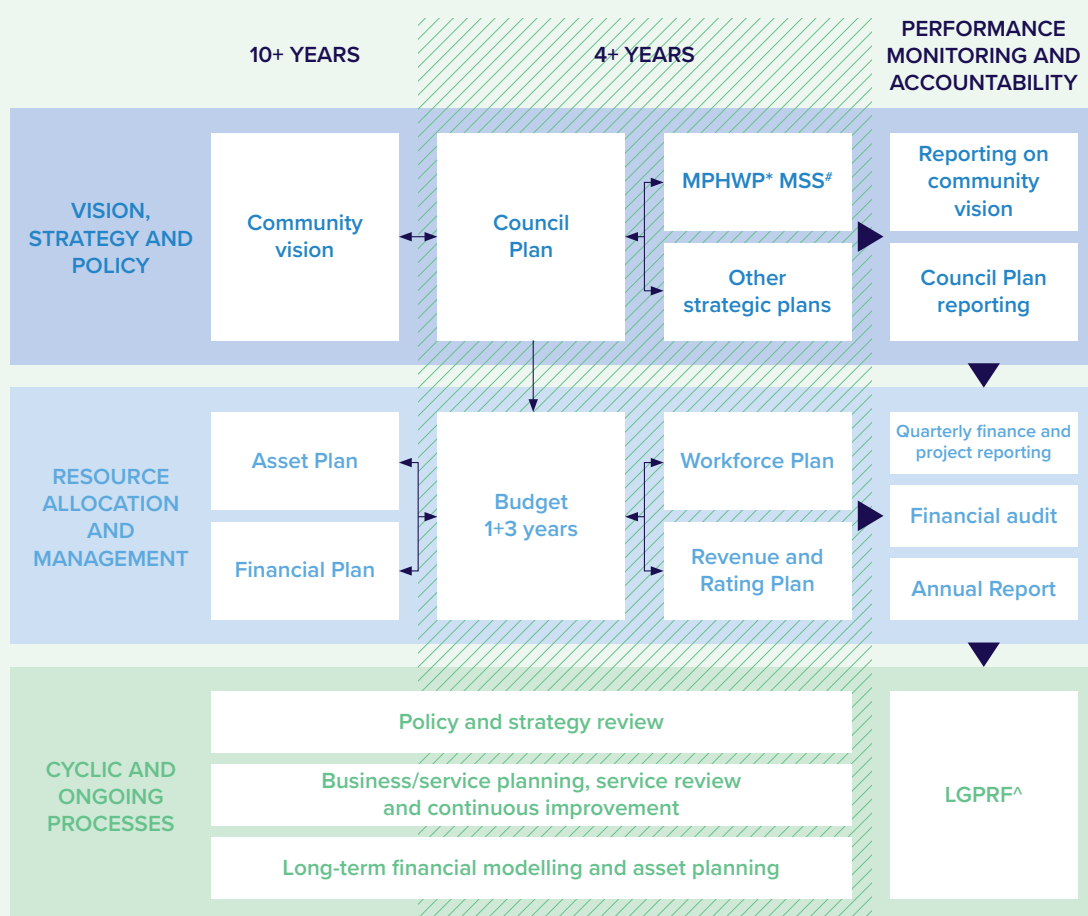 10+ YEARS
4+ YEARS
PERFORMANCE
MONITORING AND
ACCOUNTABILITY
VISION,
STRATEGY AND
POLICY
Community
vision
Council
Plan
MPHWP* MSS#
Other
strategic plans
Reporting on
community
vision
Council Plan
reporting
RESOURCE
ALLOCATION
AND
MANAGEMENT
Asset Plan
Financial Plan
Budget
1+3 years
Workforce Plan
Revenue and
Rating Plan
Quarterly finance and
project reporting
Financial audit
Annual Report
CYCLIC AND
ONGOING
PROCESSES
Policy and strategy review
Business/service planning, service review
and continuous improvement
Long-term financial modelling and asset planning
LGPRF^